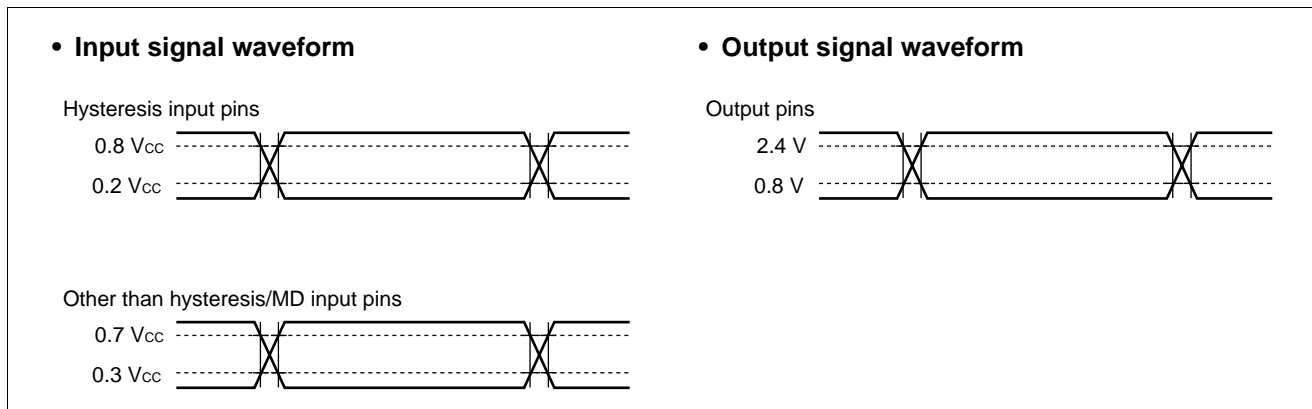 • Input signal waveform
Hysteresis input pins
0.8 Vcc
0.2 Vcc
Other than hysteresis/MD input pins
0.7 Vcc
0.3 Vcc
• Output signal waveform
Output pins
2.4 V
0.8 V